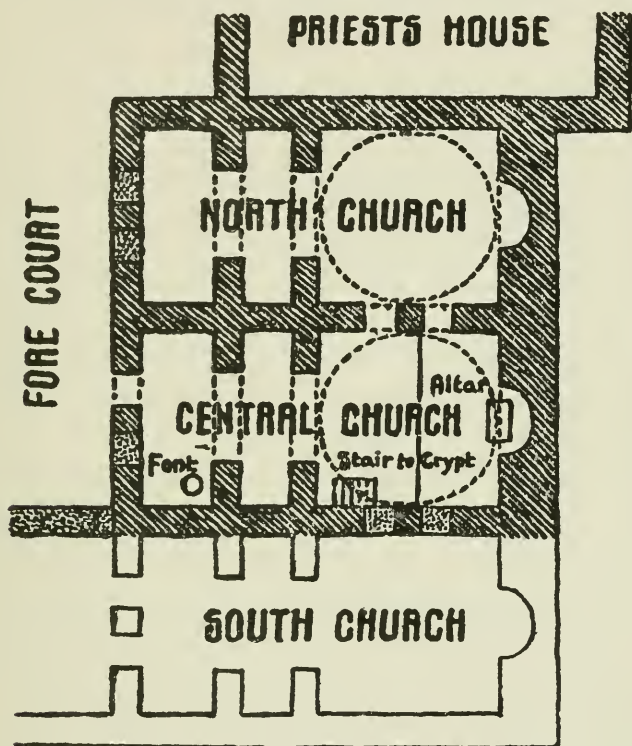 PRIESTS HOUSE
FORE COURT
NORTH CHURCH
Altar
CENTRAL CHURCH
Font
Stair to Crypt
SOUTH CHURCH